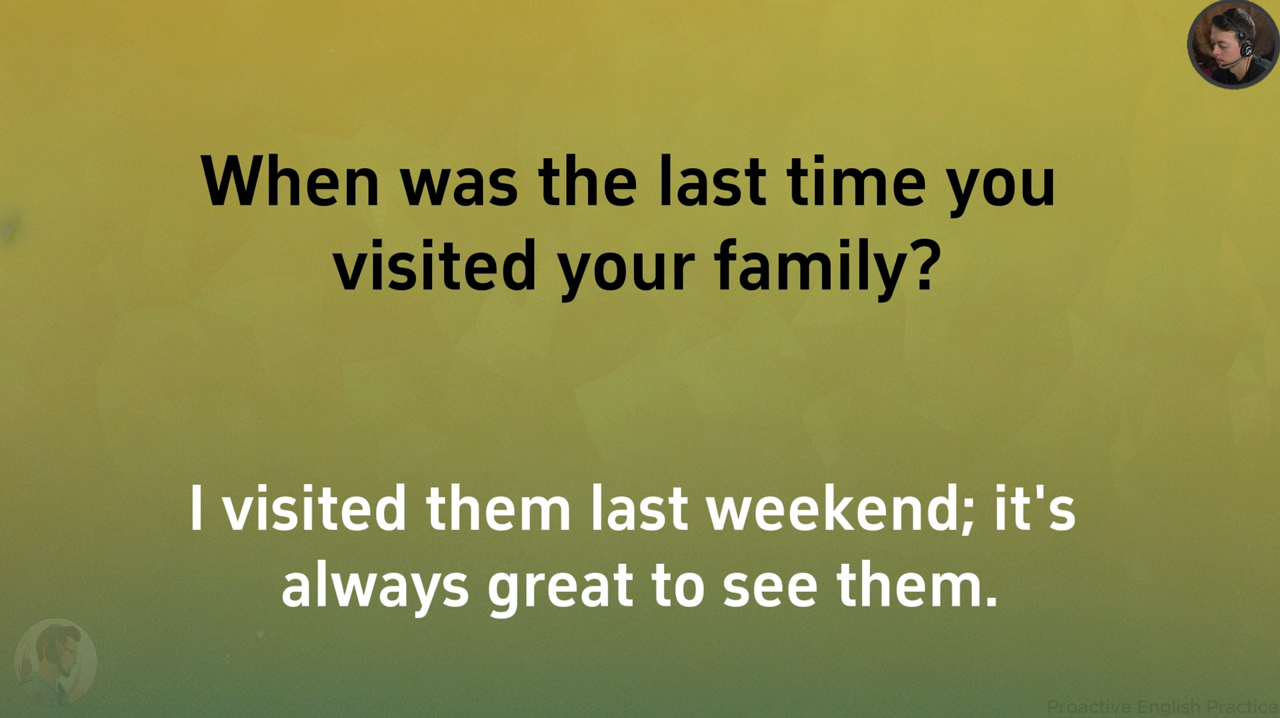 When was the last time you
visited your family?
I visited them last weekend; it's
always great to see them.
Proactive English Practice